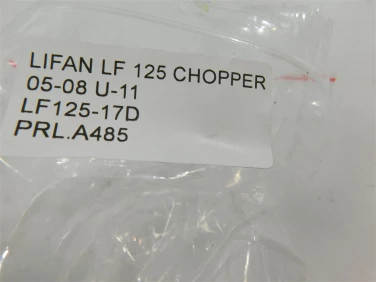 LIFAN LF 125 CHOPPER
05-08 U-11
LF125-17D
PRL.A485